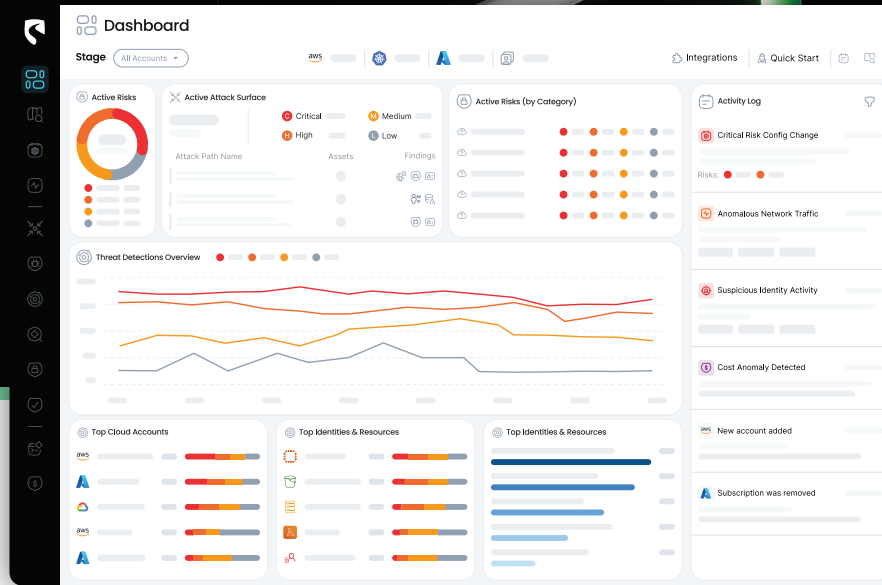 Dashboard
Stage
All Accounts
aws
Integrations
Quick Start
Active Risks
Active Attack Surface
C Critical
M Medium
H High
L Low
Attack Path Name
Assets
Findings
Active Risks (by Category)
Activity Log
Critical Risk Config Change
Risks:
Anomalous Network Traffic
Suspicious Identity Activity
Cost Anomaly Detected
aws New account added
Subscription was removed
Threat Detections Overview
Top Cloud Accounts
aws
aws
Top Identities & Resources
Top Identities & Resources